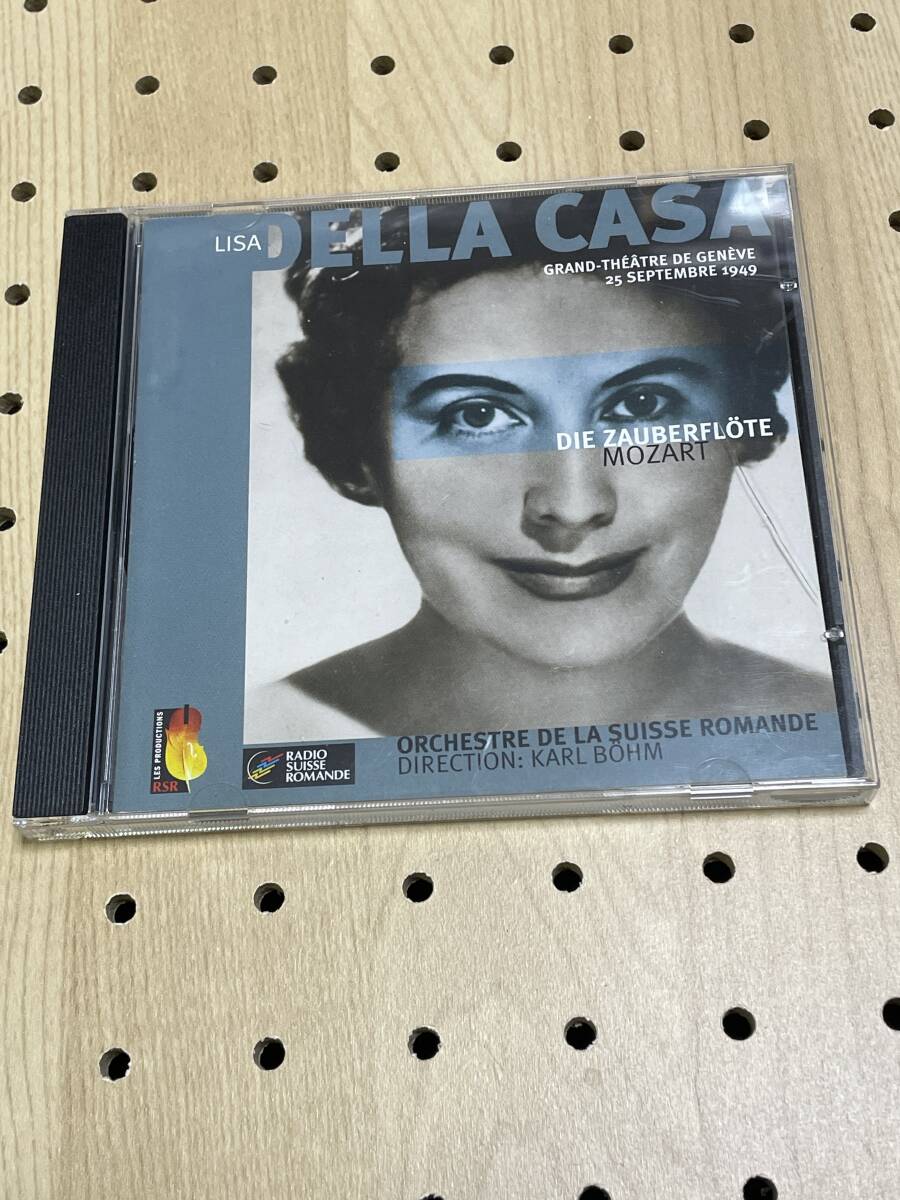 LISA DELLA CASA
GRAND-THÉÂTRE DE GENÈVE
25 SEPTEMBRE 1949
DIE ZAUBERFLÖTE
MOZART
ORCHESTRE DE LA SUISSE ROMANDE
DIRECTION: KARL BÖHM
LES PRODUCTIONS
RSR
RADIO
SUISSE
ROMANDE